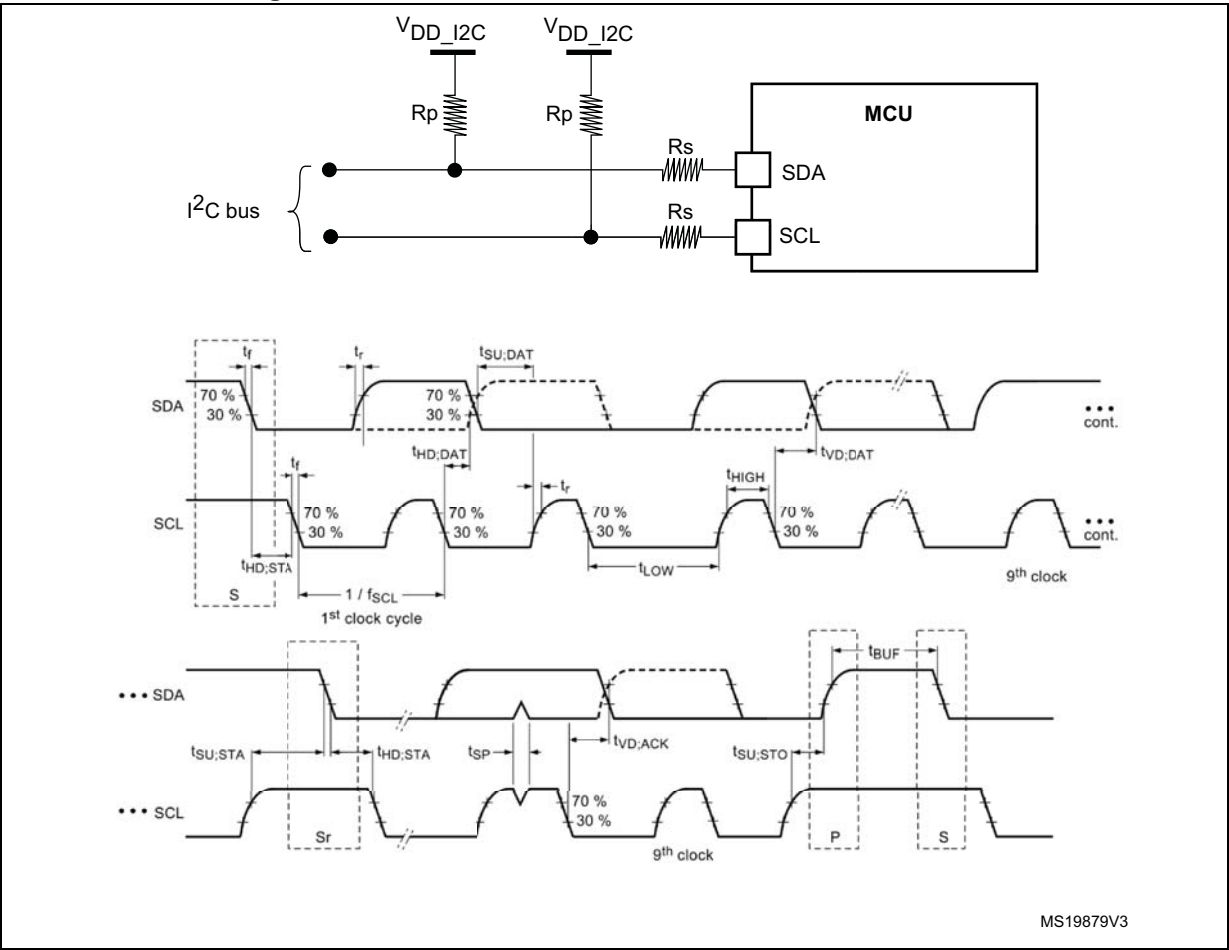 VDD_I2C VDD_I2C
Rp Rp
MCU
Rs
SDA
I2C bus
Rs
SCL
tf tr tSU;DAT
SDA 70 % 70 %
30 % 30 %
cont.
tHD;DAT tVD;DAT
tf tr tHIGH
SCL 70 % 70 % 70 % 70 %
30 % 30 % 30 % 30 %
cont.
tHD;STA tLOW
S 1 / fSCL 9th clock
1st clock cycle
tBUF
SDA
tSU;STA tHD;STA tSP tVD;ACK tSU;STO
SCL 70 %
30 %
Sr P S
9th clock
MS19879V3